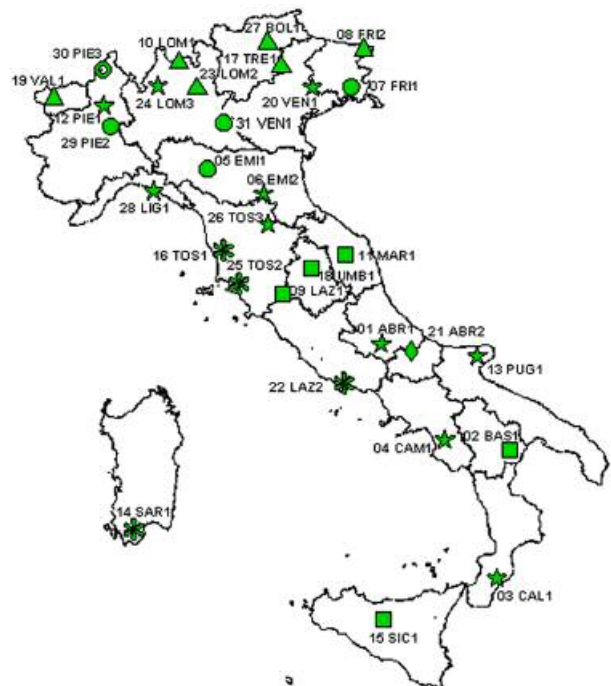 27 BOL1
08 FRI2
10 LOM1
17 TRE1
30 PIE3
19 VAL1
23 LOM2
24 LOM3
20 VEN1
07 FRI1
12 PIE1
31 VEN1
29 PIE2
05 EMI1
06 EMI2
28 LIG1
26 TOS3
16 TOS1
25 TOS2
11 MAR1
18 UMB1
09 LAZ1
01 ABR1
21 ABR2
13 PUG1
22 LAZ2
02 BAS1
04 CAM1
14 SAR1
03 CAL1
15 SIC1